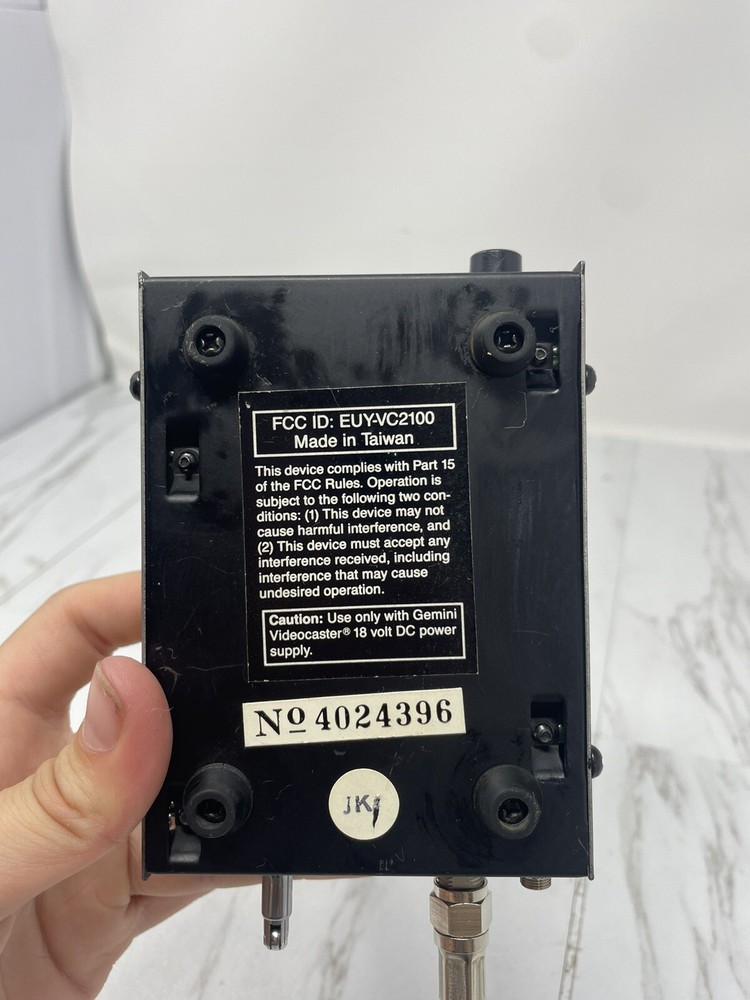 FCC ID: EUY-VC2100
Made in Taiwan
This device complies with Part 15
of the FCC Rules. Operation is
subject to the following two con-
ditions: (1) This device may not
cause harmful interference, and
(2) This device must accept any
interference received, including
interference that may cause
undesired operation.
Caution: Use only with Gemini
Videocaster® 18 volt DC power
supply.
Nº 4024396
JK